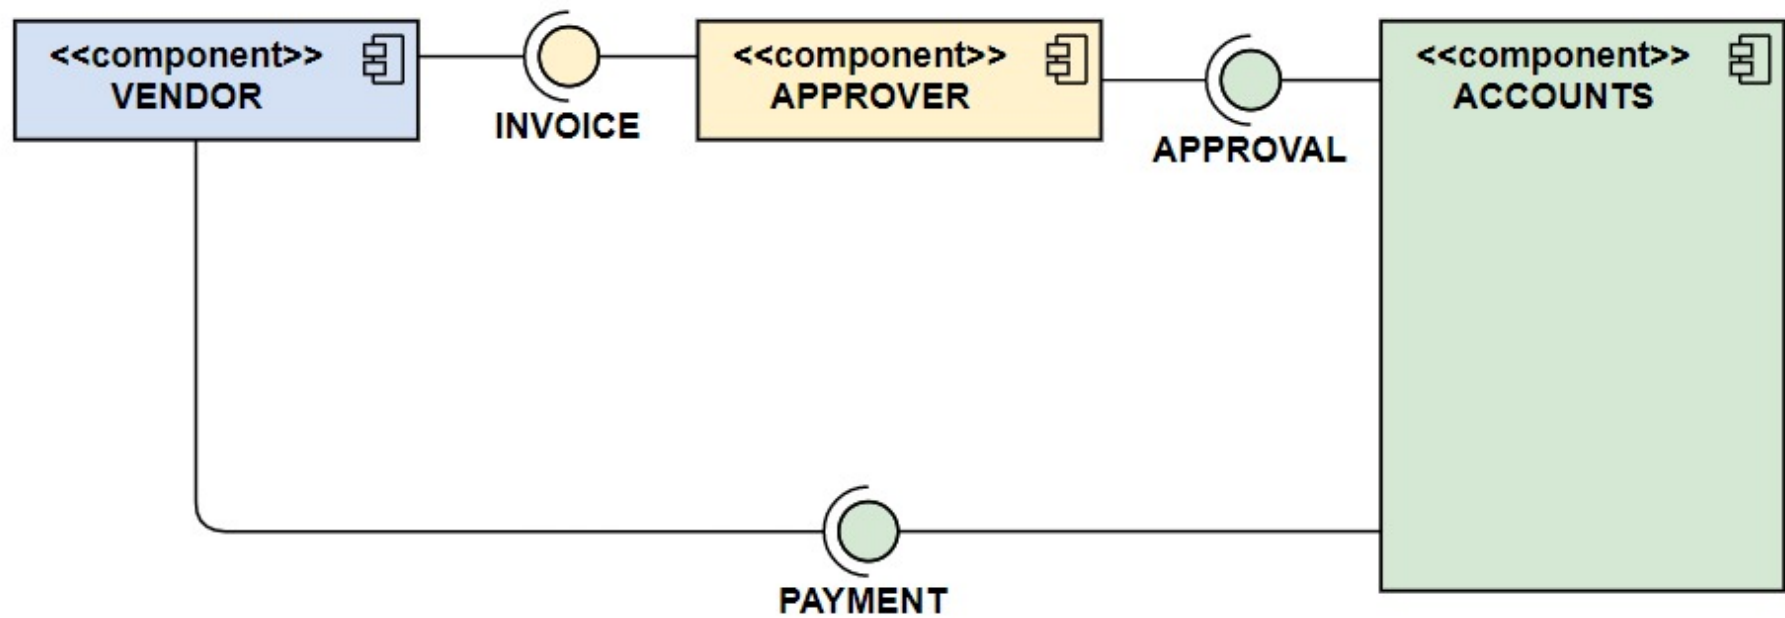 <<component>>
VENDOR
INVOICE
<<component>>
APPROVER
APPROVAL
<<component>>
ACCOUNTS
PAYMENT